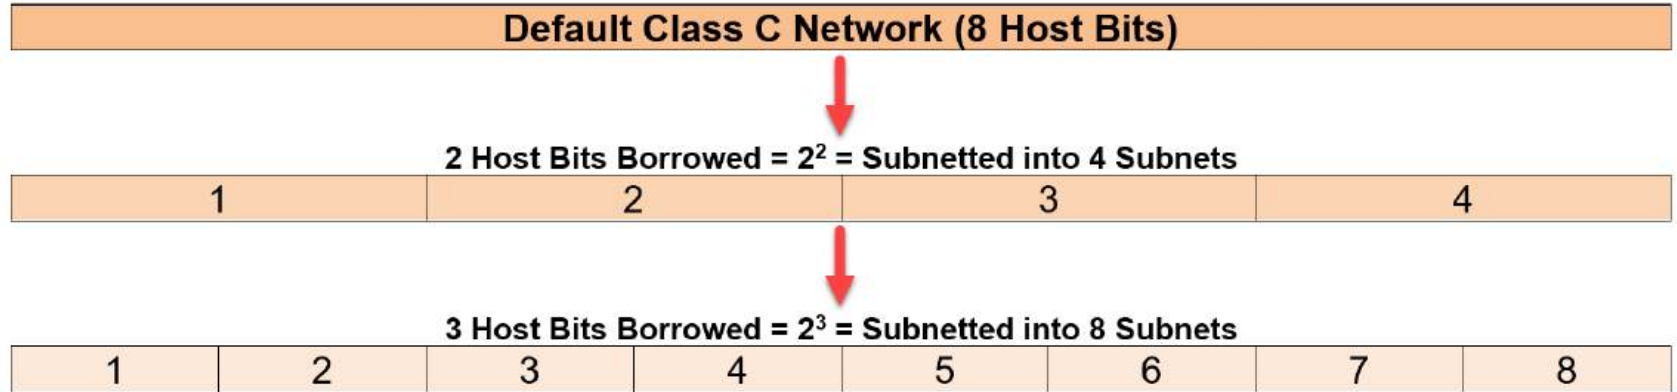 Default Class C Network (8 Host Bits)
2 Host Bits Borrowed = 2² = Subnetted into 4 Subnets
1 2 3 4
3 Host Bits Borrowed = 2³ = Subnetted into 8 Subnets
1 2 3 4 5 6 7 8